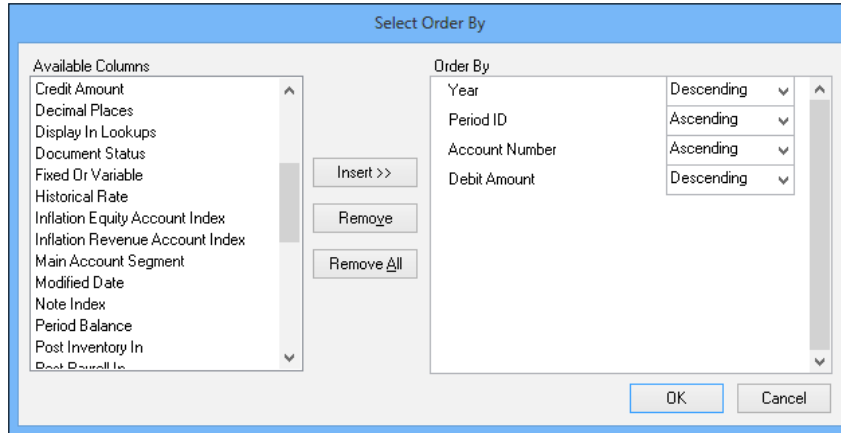 Select Order By
Available Columns
Credit Amount
Decimal Places
Display In Lookups
Document Status
Fixed Or Variable
Historical Rate
Inflation Equity Account Index
Inflation Revenue Account Index
Main Account Segment
Modified Date
Note Index
Period Balance
Post Inventory In
Post Payroll In
Insert >>
Remove
Remove All
Order By
Year Descending
Period ID Ascending
Account Number Ascending
Debit Amount Descending
OK Cancel